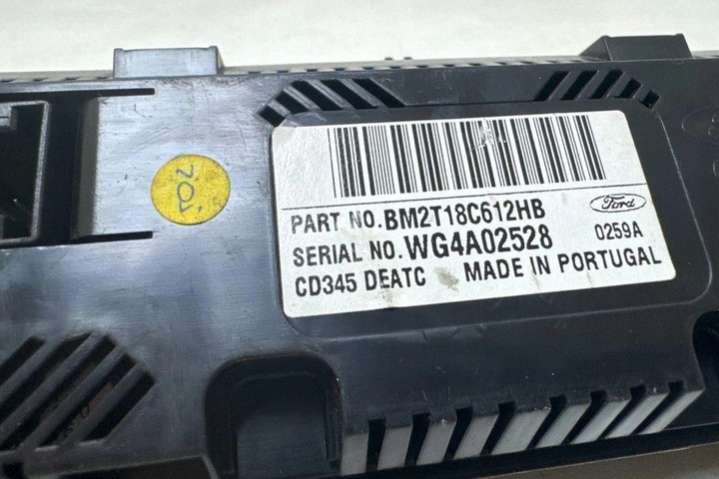 PART NO. BM2T18C612HB
Ford
SERIAL NO. WG4A02528
0259A
CD345 DEATC MADE IN PORTUGAL